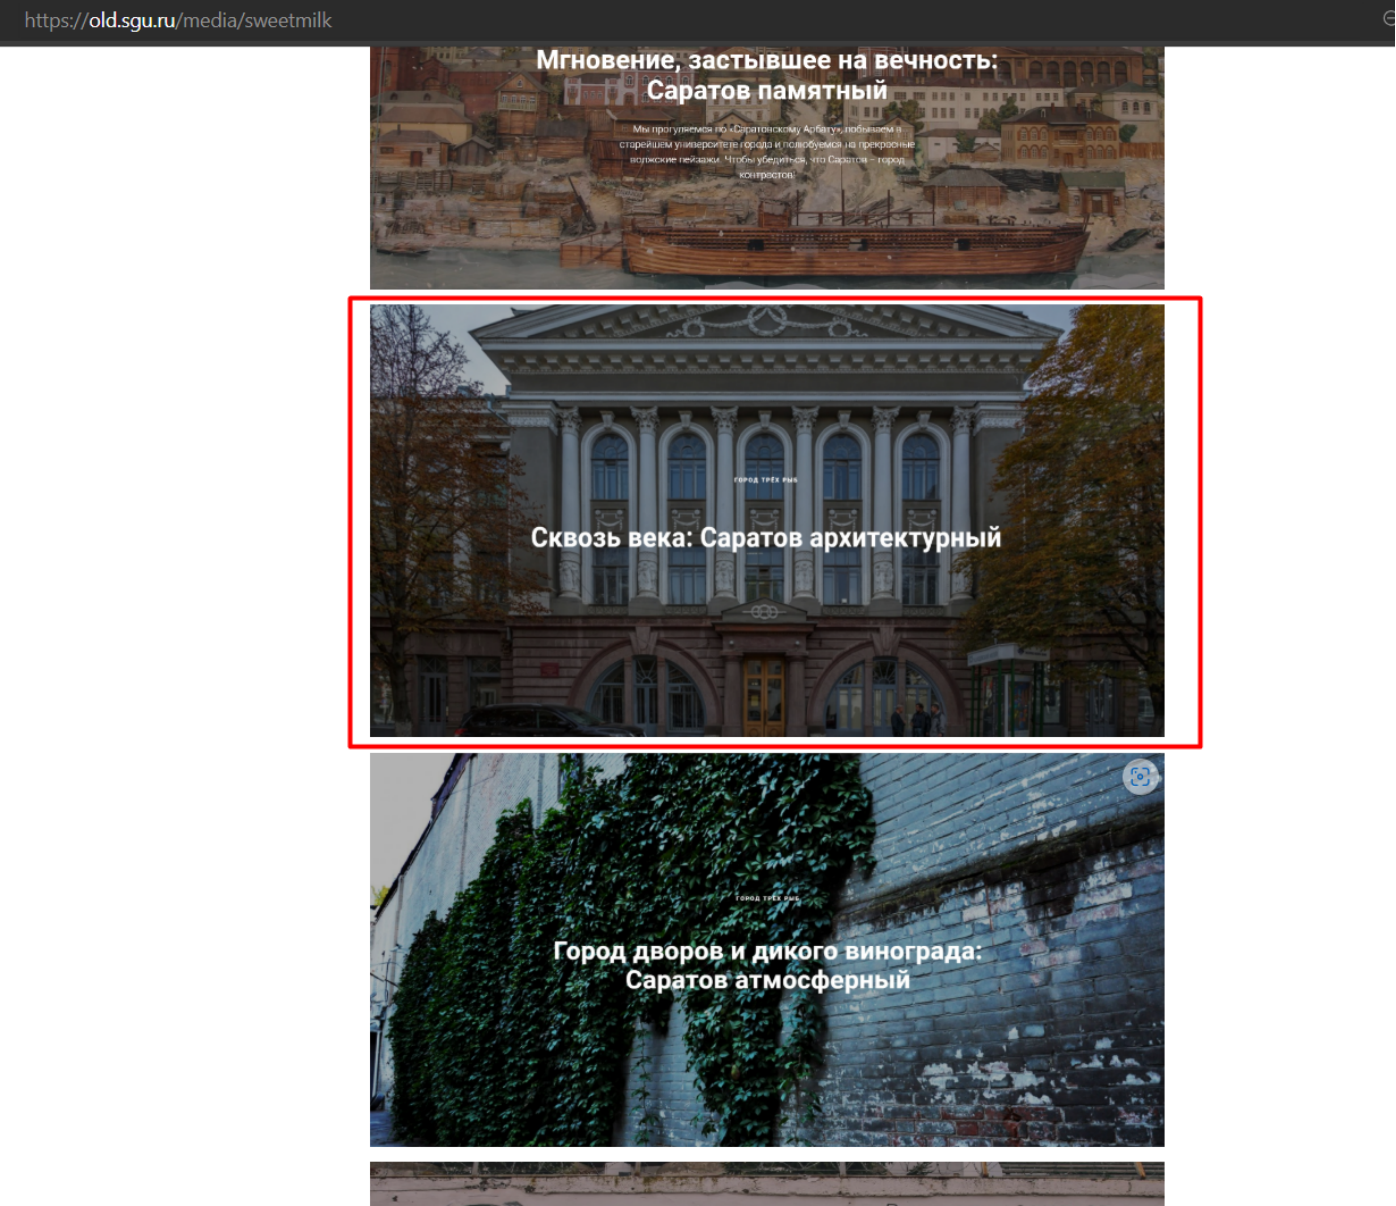 https://old.sgu.ru/media/sweetmilk
Мгновение, застывшее на вечность:
Саратов памятный
Мы прогуляемся по «Саратовскому Арбату», побываем в
старейшем университете города и полюбуемся на прекрасные
волжские пейзажи. Чтобы убедиться, что Саратов – город
контрастов!
ГОРОД ТРЁХ РЫБ
Сквозь века: Саратов архитектурный
ГОРОД ТРЁХ РЫБ
Город дворов и дикого винограда:
Саратов атмосферный